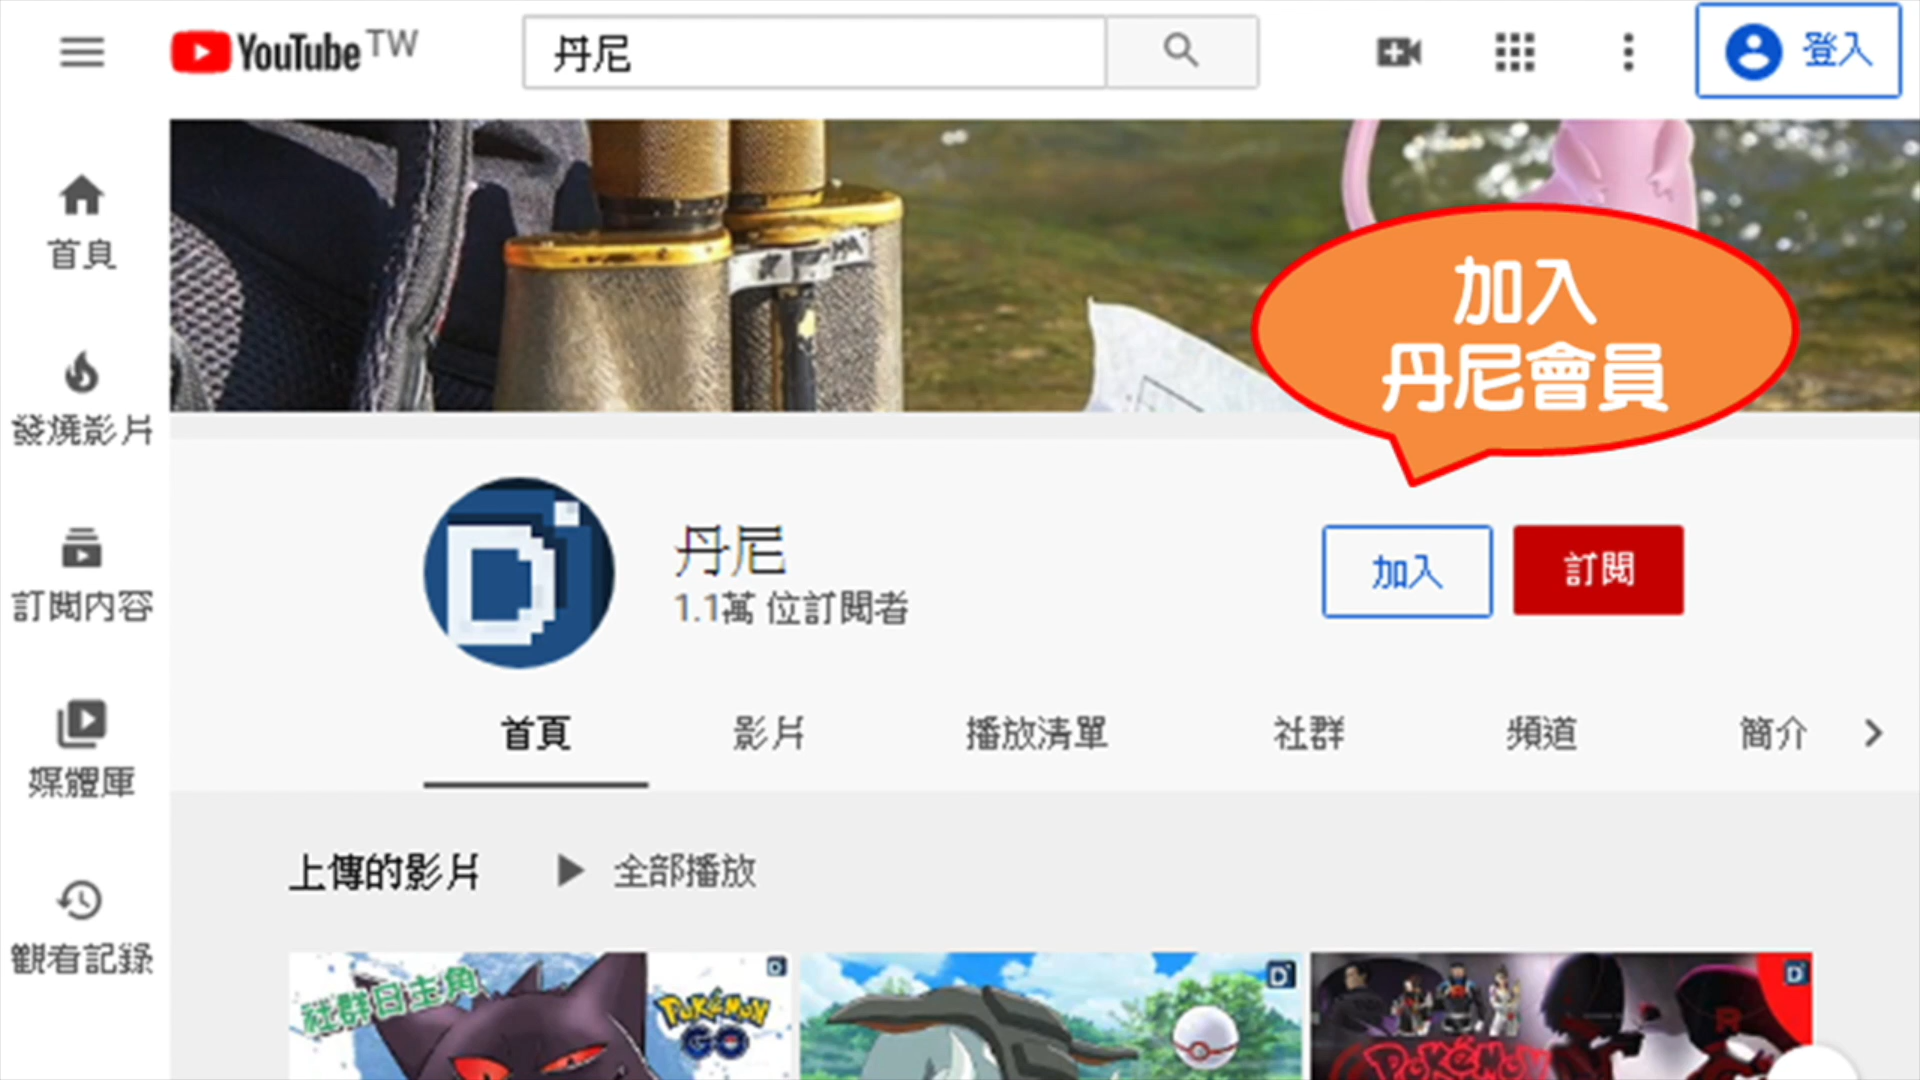 YouTube TW
丹尼
登入
首頁
發燒影片
訂閱內容
媒體庫
觀看記錄
加入
丹尼會員
丹尼
1.1萬 位訂閱者
加入
訂閱
首頁
影片
播放清單
社群
頻道
簡介
上傳的影片
全部播放
社群日主角
POKÉMON
GO
D
D
D
R
POKÉMON